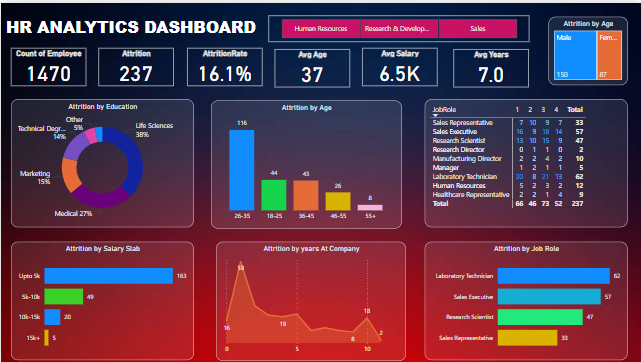 HR ANALYTICS DASHBOARD
Human Resources
Research & Develop...
Sales
Attrition by Age
Male
Fem...
150
87
Count of Employee
1470
Attrition
237
AttritionRate
16.1%
Avg Age
37
Avg Salary
6.5K
Avg Years
7.0
Attrition by Education
Other
5%
Life Sciences
38%
Technical Degr...
14%
Marketing
15%
Medical 27%
Attrition by Age
116
44
43
26
8
26-35 18-25 36-45 46-55 55+
JobRole 1 2 3 4 Total
Sales Representative 7 10 9 7 33
Sales Executive 16 9 18 14 57
Research Scientist 13 10 15 9 47
Research Director 0 1 1 0 2
Manufacturing Director 2 2 4 2 10
Manager 1 2 1 1 5
Laboratory Technician 20 8 21 13 62
Human Resources 5 2 3 2 12
Healthcare Representative 2 2 1 4 9
Total 66 46 73 52 237
Attrition by Salary Slab
Upto 5k 163
5k-10k 49
10k-15k 20
15k+ 5
Attrition by years At Company
59
16
19
18
8
2
0 5 10
Attrition by Job Role
Laboratory Technician 62
Sales Executive 57
Research Scientist 47
Sales Representative 33